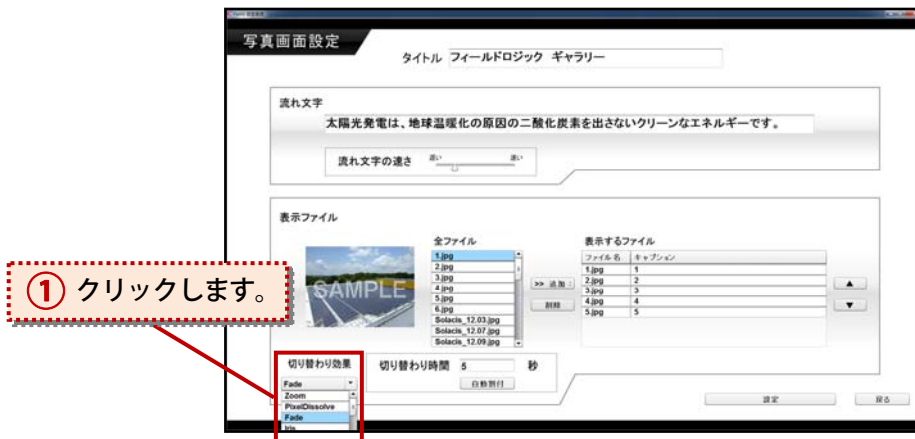 写真画面設定
タイトル フィールドロジック ギャラリー
流れ文字
太陽光発電は、地球温暖化の原因の二酸化炭素を出さないクリーンなエネルギーです。
流れ文字の速さ 遅い 速い
表示ファイル
全ファイル
表示するファイル
SAMPLE
1.jpg
2.jpg
3.jpg
4.jpg
5.jpg
6.jpg
Solacis_12.03.jpg
Solacis_12.07.jpg
Solacis_12.09.jpg
>> 追加
削除
ファイル名 キャプション
1.jpg 1
2.jpg 2
3.jpg 3
4.jpg 4
5.jpg 5
▲
▼
① クリックします。
切り替わり効果
Fade
Zoom
PixelDissolve
Fade
Iris
切り替わり時間 5 秒
自動割付
設定
戻る